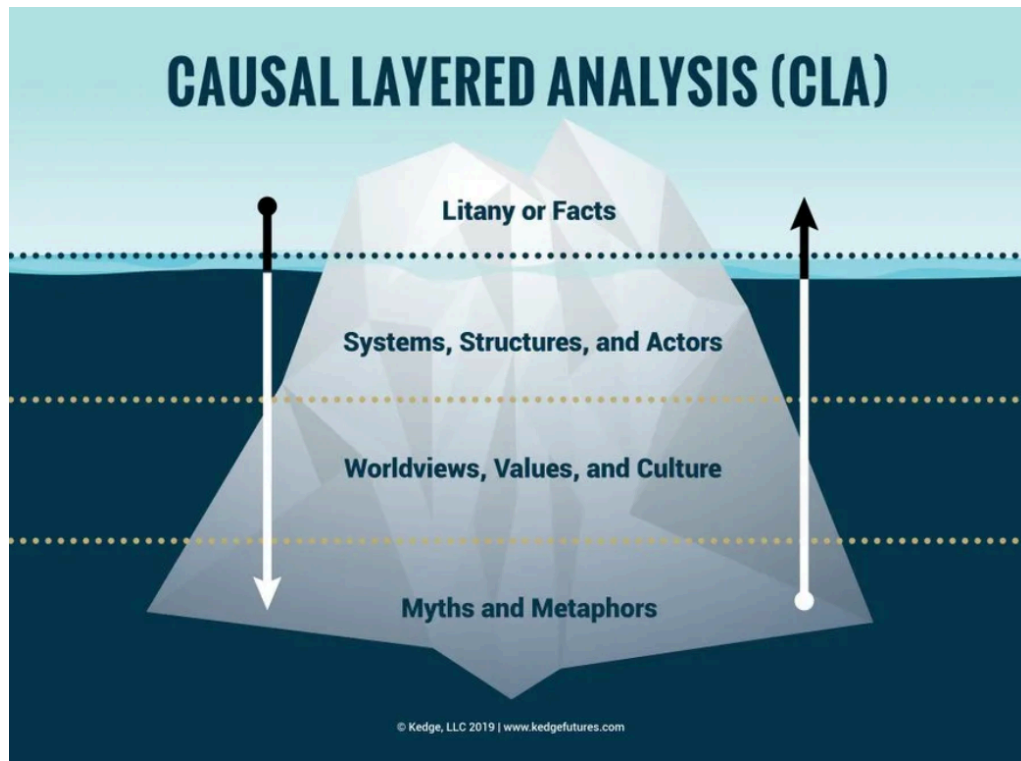 CAUSAL LAYERED ANALYSIS (CLA)
Litany or Facts
Systems, Structures, and Actors
Worldviews, Values, and Culture
Myths and Metaphors
© Kedge, LLC 2019 | www.kedgefutures.com